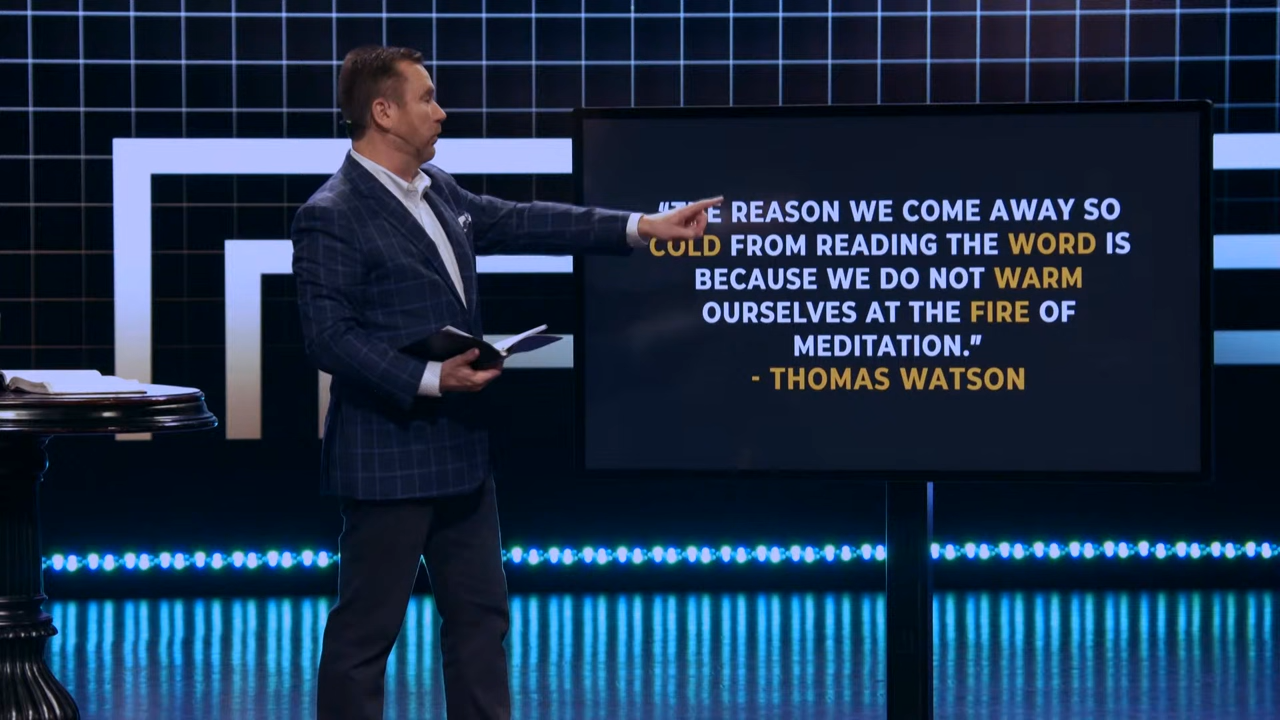 “THE REASON WE COME AWAY SO
COLD FROM READING THE WORD IS
BECAUSE WE DO NOT WARM
OURSELVES AT THE FIRE OF
MEDITATION.”
- THOMAS WATSON